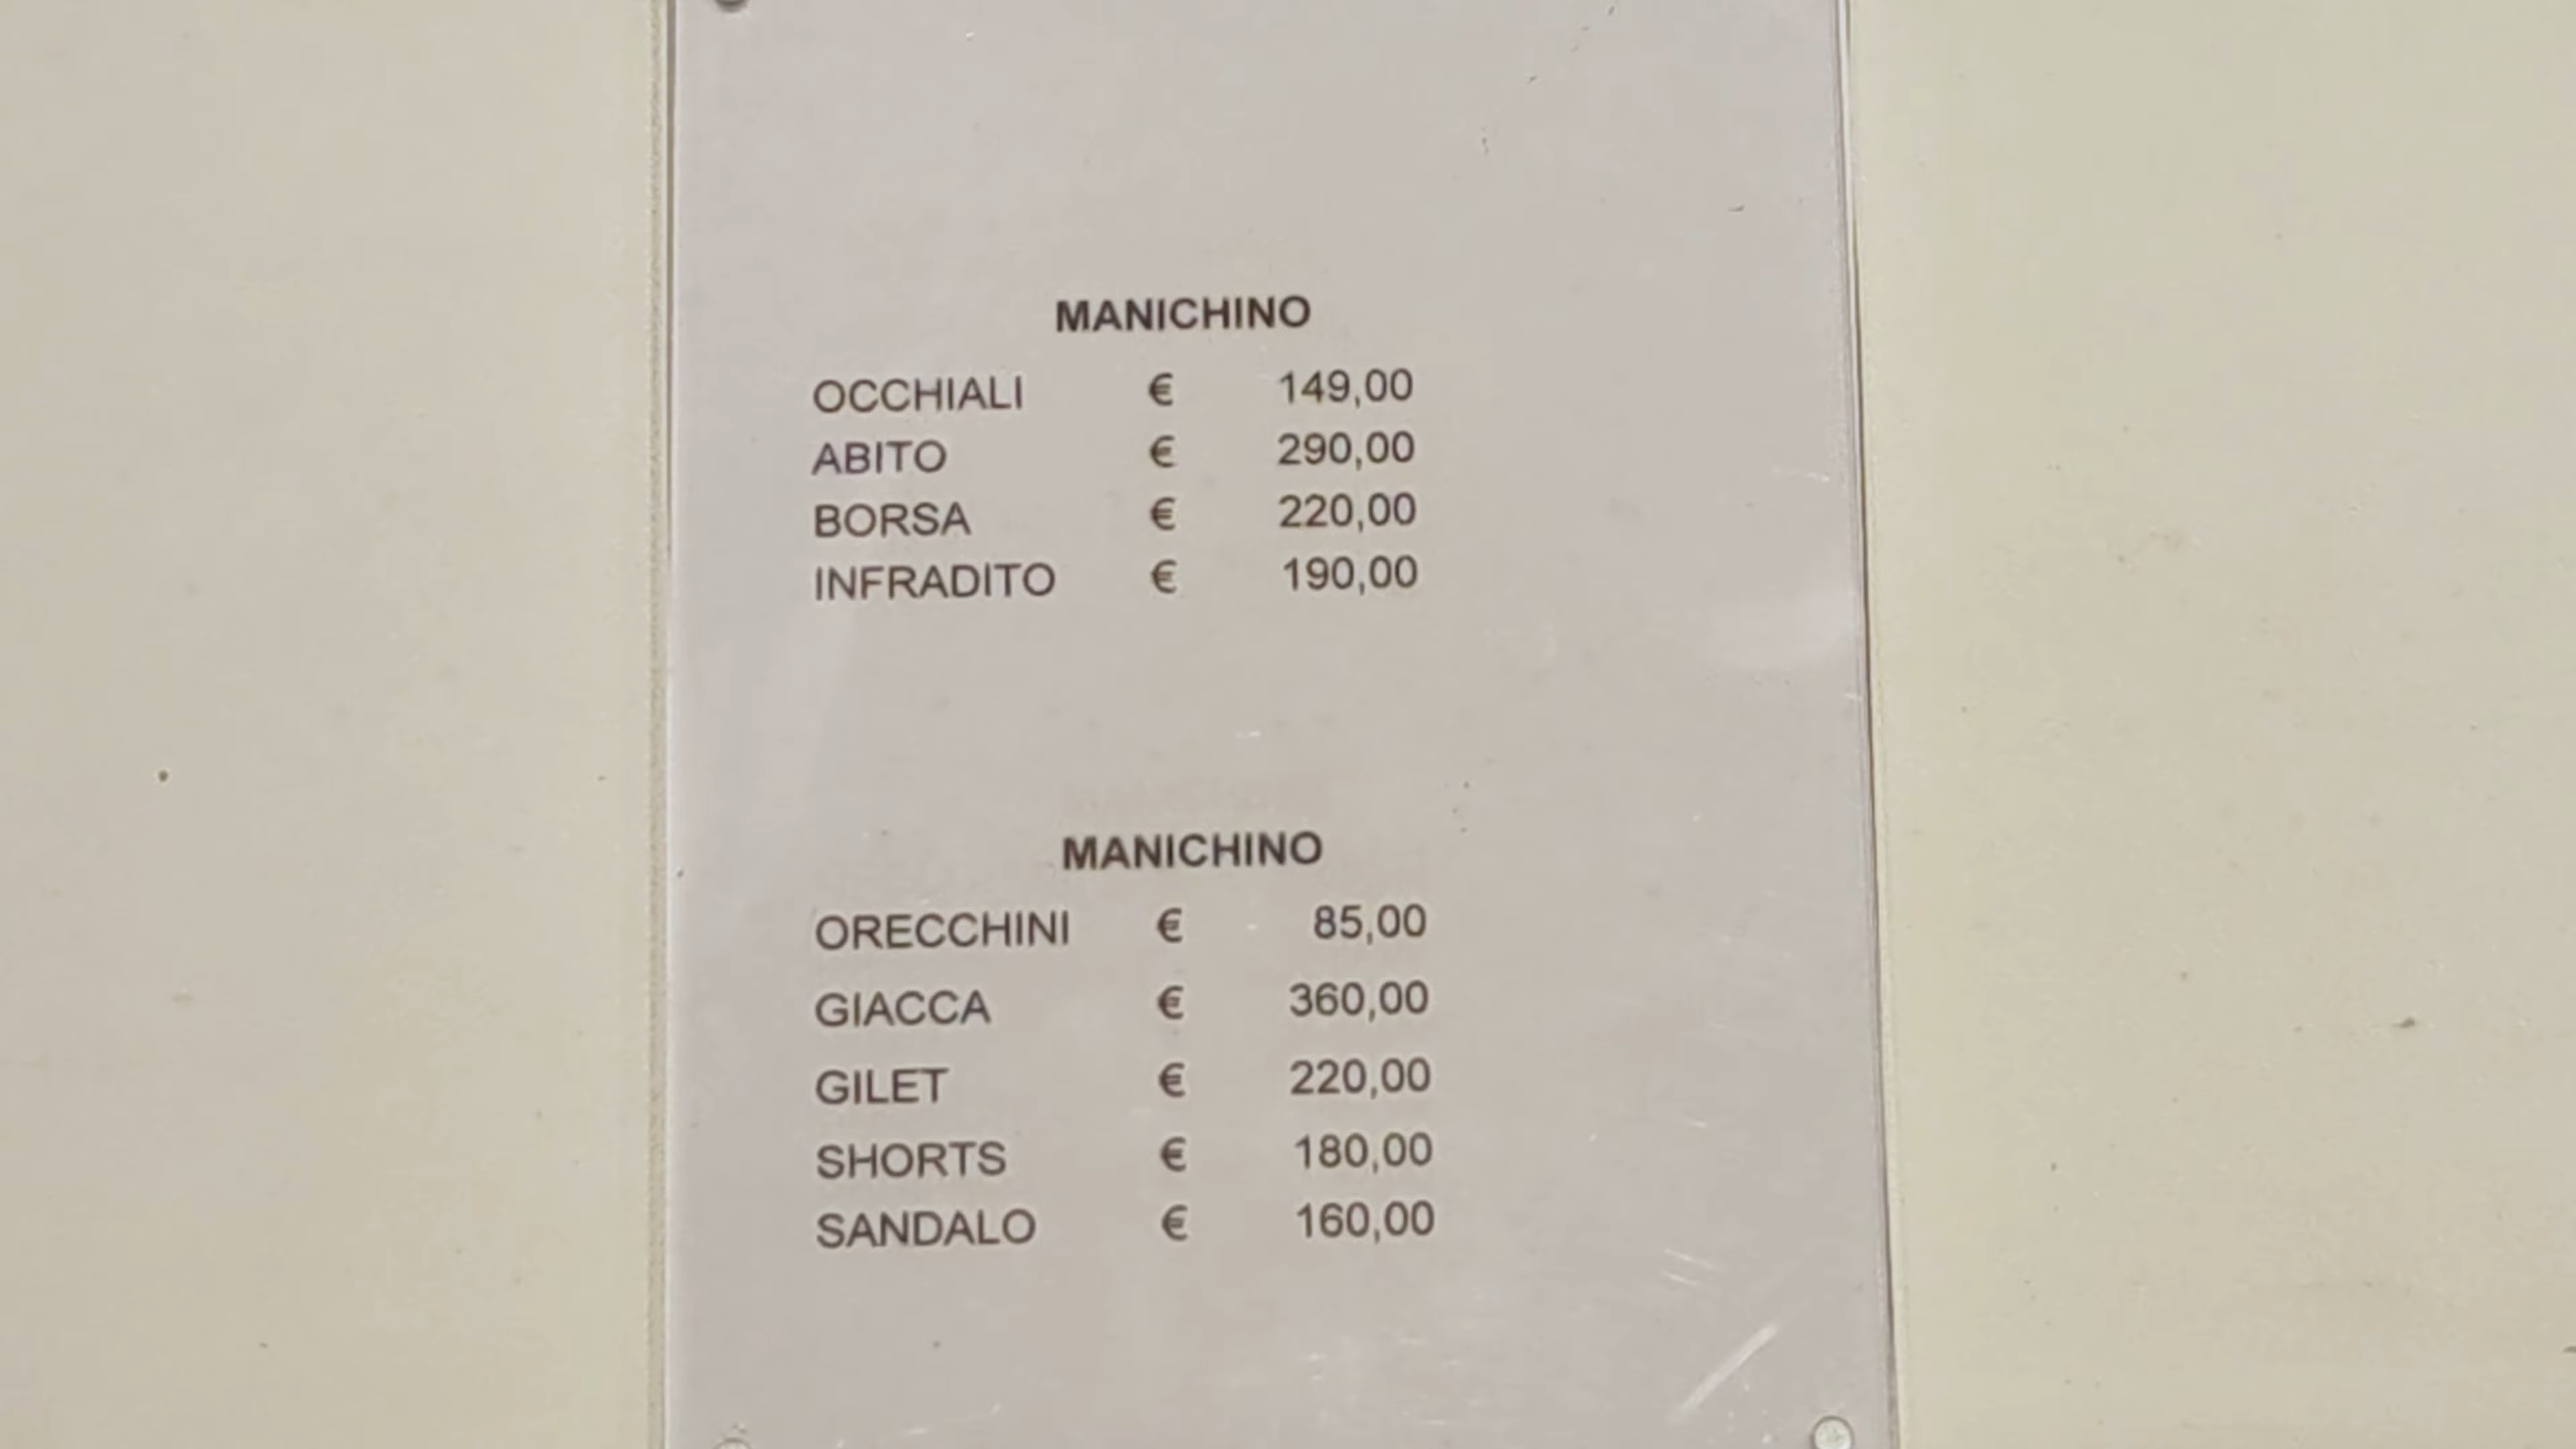 MANICHINO
OCCHIALI € 149,00
ABITO € 290,00
BORSA € 220,00
INFRADITO € 190,00
MANICHINO
ORECCHINI € 85,00
GIACCA € 360,00
GILET € 220,00
SHORTS € 180,00
SANDALO € 160,00